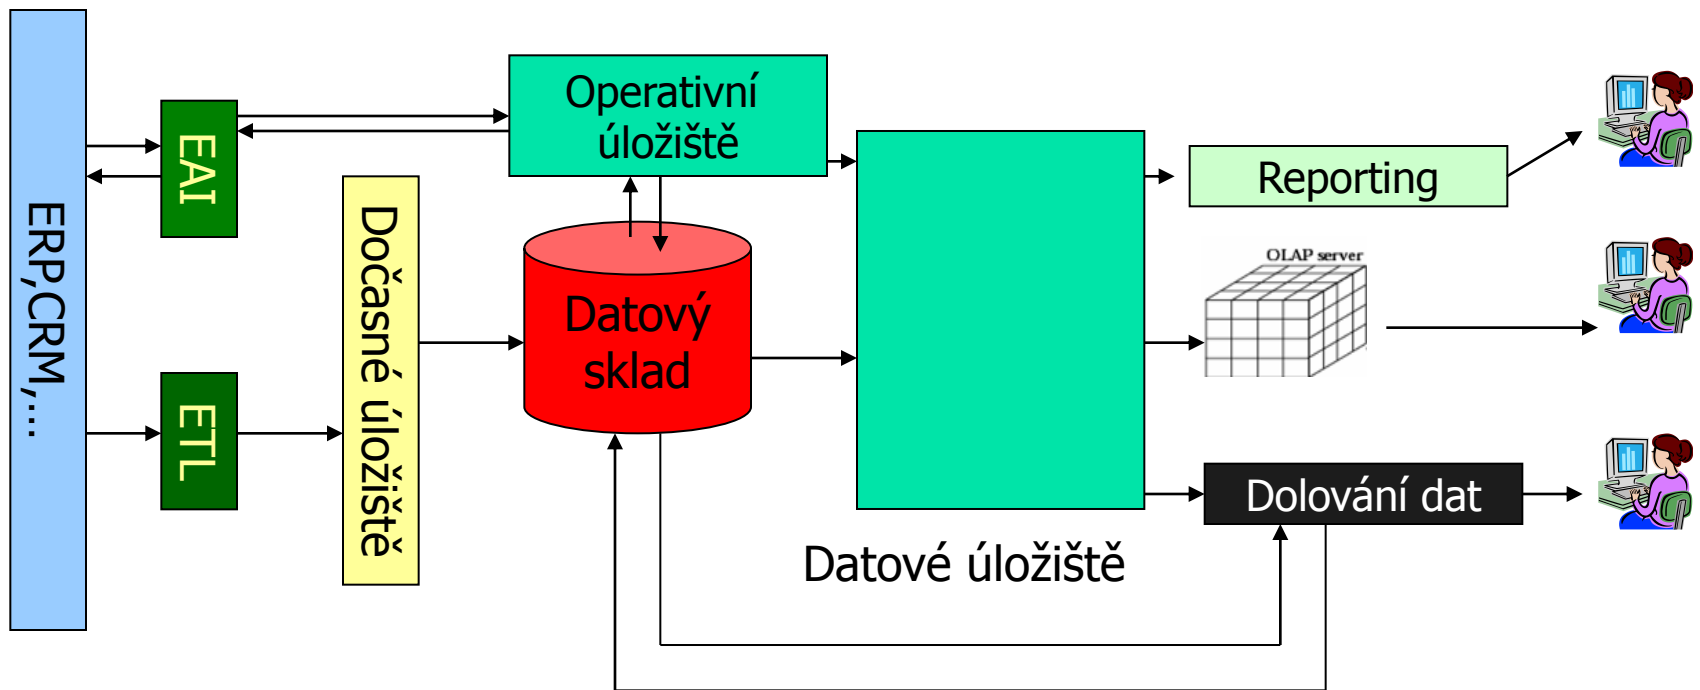 ERP,CRM,...
EAI
ETL
Dočasné úložiště
Operativní
úložiště
Datový
sklad
Reporting
OLAP server
Dolování dat
Datové úložiště